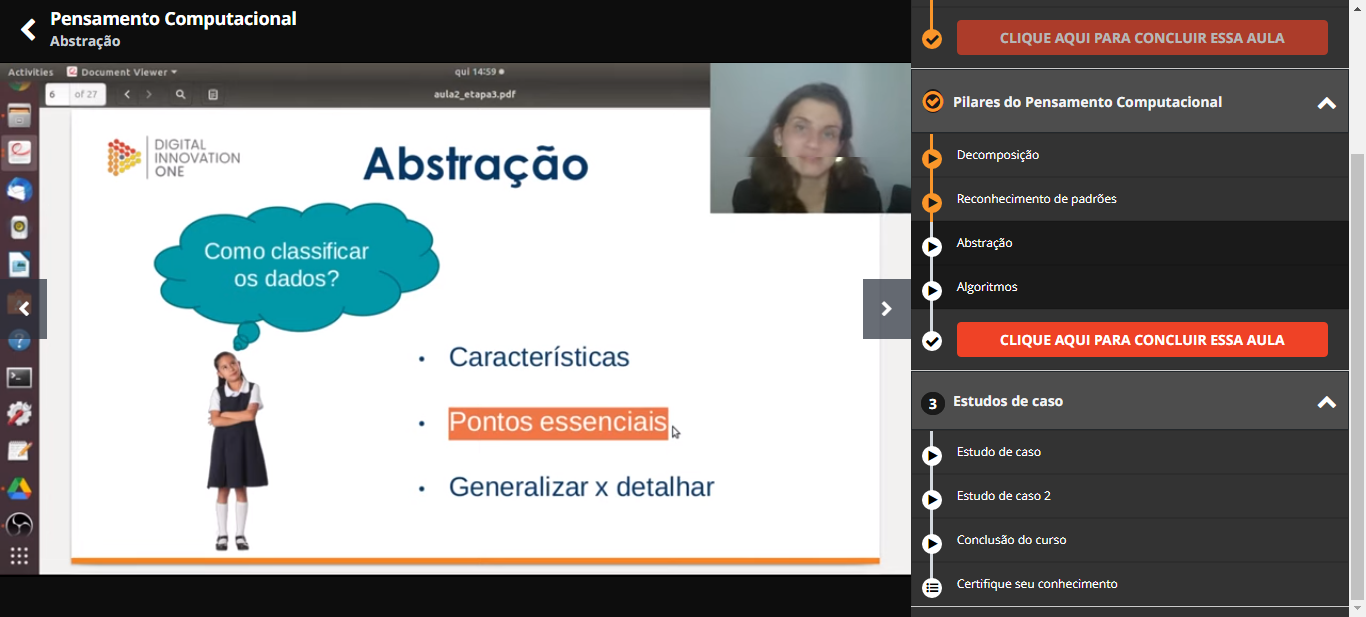 Pensamento Computacional
Abstração
Activities
Document Viewer
qui 14:59
6
of 27
aula2_etapa3.pdf
DIGITAL
INNOVATION
ONE
Abstração
Como classificar
os dados?
• Características
• Pontos essenciais
• Generalizar x detalhar
CLIQUE AQUI PARA CONCLUIR ESSA AULA
Pilares do Pensamento Computacional
Decomposição
Reconhecimento de padrões
Abstração
Algoritmos
CLIQUE AQUI PARA CONCLUIR ESSA AULA
3
Estudos de caso
Estudo de caso
Estudo de caso 2
Conclusão do curso
Certifique seu conhecimento